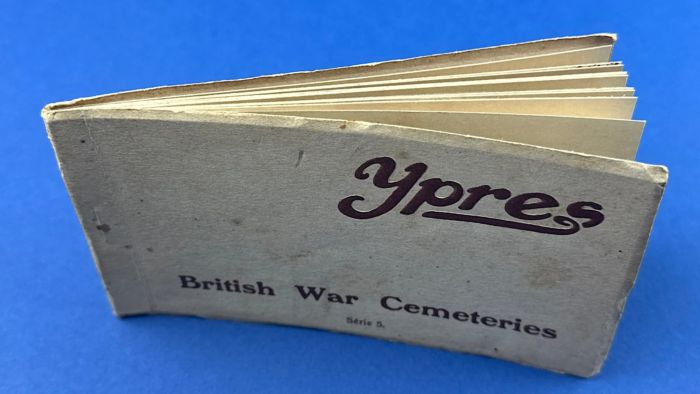 Ypres
British War Cemeteries
Série 5.